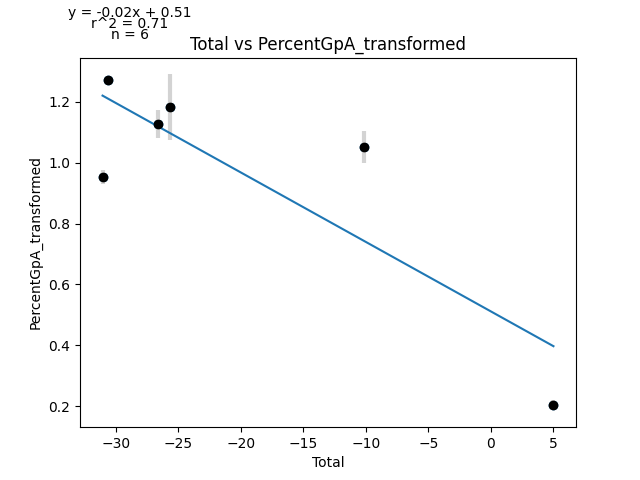 y = -0.02x + 0.51
r^2 = 0.71
n = 6
Total vs PercentGpA_transformed
PercentGpA_transformed
1.2
1.0
0.8
0.6
0.4
0.2
−30 −25 −20 −15 −10 −5 0 5
Total